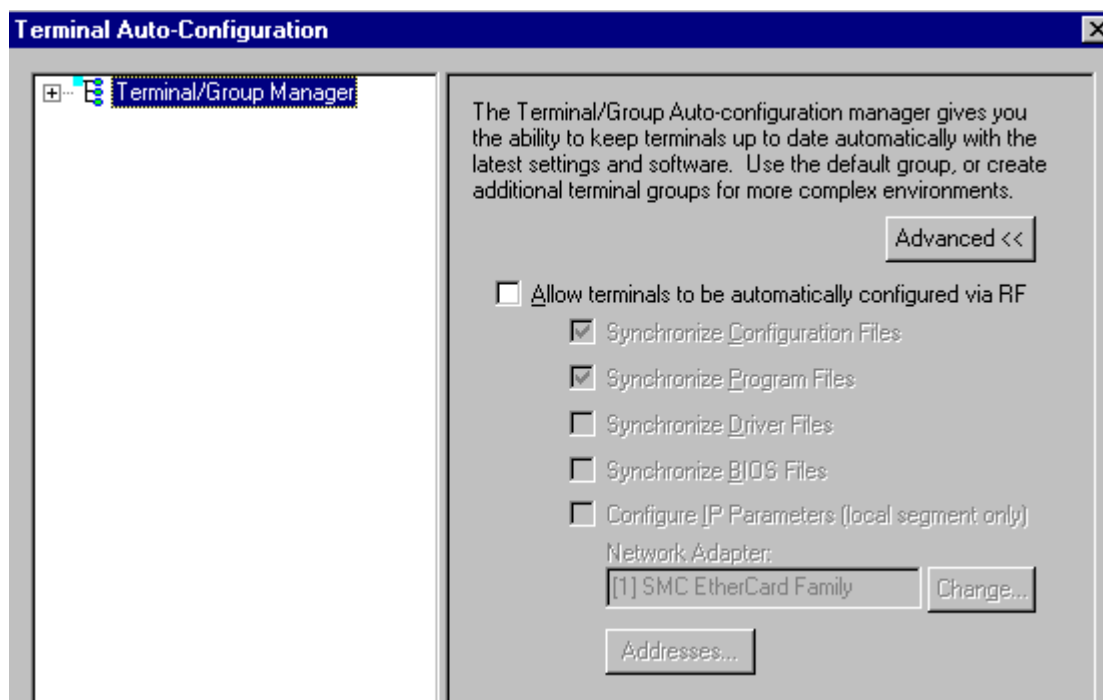 Terminal Auto-Configuration
Terminal/Group Manager
The Terminal/Group Auto-configuration manager gives you
the ability to keep terminals up to date automatically with the
latest settings and software. Use the default group, or create
additional terminal groups for more complex environments.
Advanced <<
Allow terminals to be automatically configured via RF
Synchronize Configuration Files
Synchronize Program Files
Synchronize Driver Files
Synchronize BIOS Files
Configure IP Parameters (local segment only)
Network Adapter:
[1] SMC EtherCard Family
Change...
Addresses...